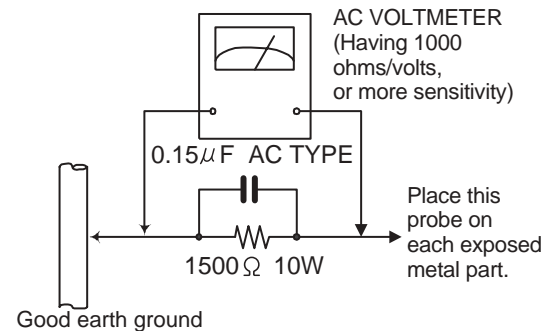 AC VOLTMETER
(Having 1000
ohms/volts,
or more sensitivity)
0.15μF AC TYPE
Place this
probe on
each exposed
metal part.
1500Ω 10W
Good earth ground